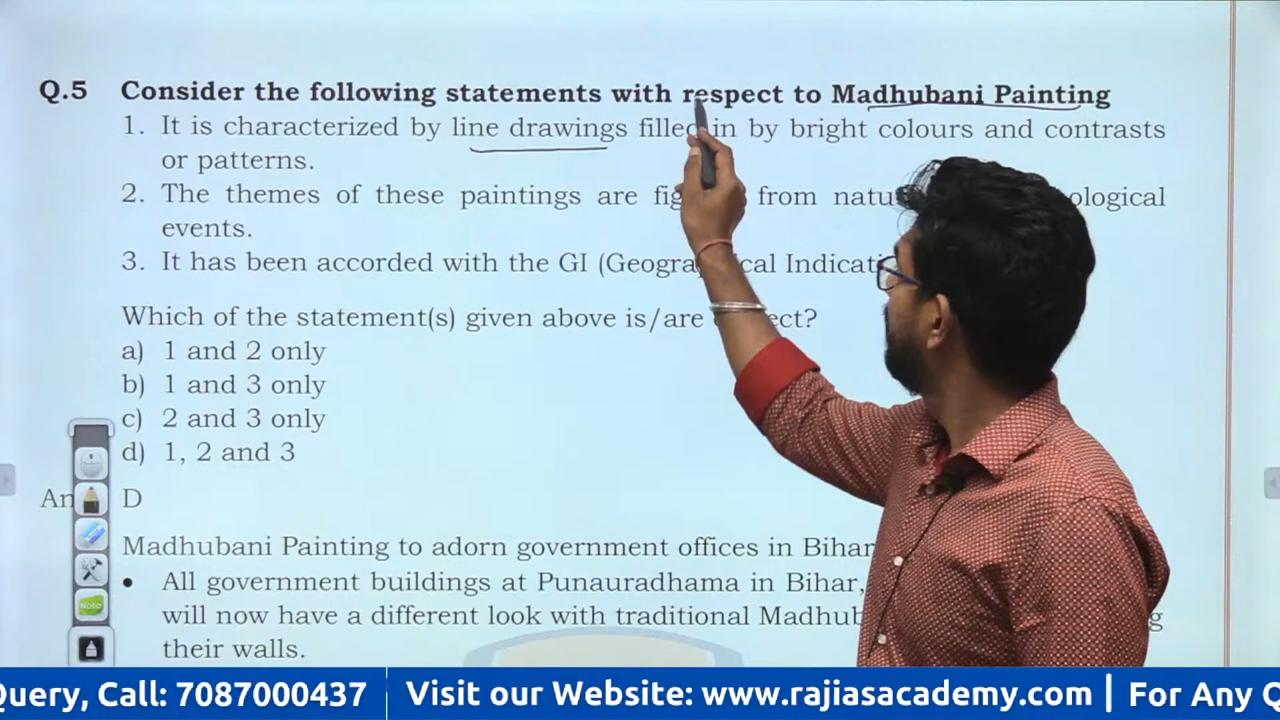 Q.5 Consider the following statements with respect to Madhubani Painting
1. It is characterized by line drawings filled in by bright colours and contrasts
or patterns.
2. The themes of these paintings are from ological
events.
3. It has been accorded with the GI
Which of the statement(s) given above is/are
a) 1 and 2 only
b) 1 and 3 only
c) 2 and 3 only
d) 1, 2 and 3
D
Madhubani Painting to adorn government offices in Bihar
• All government buildings at Punauradhama in Bihar,
will now have a different look with traditional
their walls.
Note
Query, Call: 7087000437 Visit our Website: www.rajiasacademy.com | For Any Q